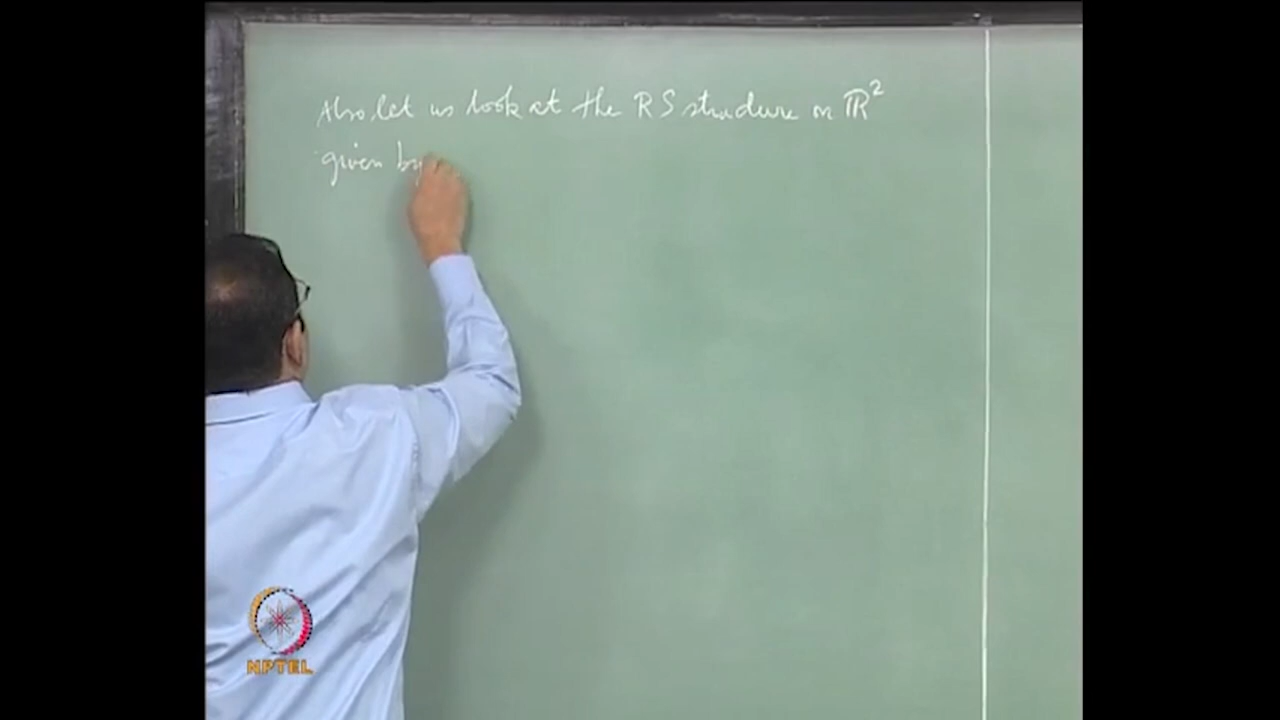 Also let us look at the RS structure on ℝ²
given by
NPTEL